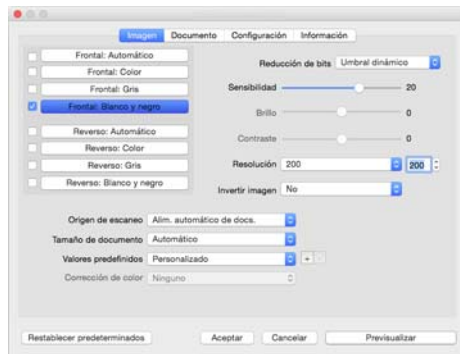 Imagen Documento Configuración Información
Frontal: Automático
Frontal: Color
Frontal: Gris
Frontal: Blanco y negro
Reverso: Automático
Reverso: Color
Reverso: Gris
Reverso: Blanco y negro
Reducción de bits Umbral dinámico
Sensibilidad 20
Brillo 0
Contraste 0
Resolución 200 200
Invertir imagen No
Origen de escaneo Alim. automático de docs.
Tamaño de documento Automático
Valores predefinidos Personalizado + -
Corrección de color Ninguno
Restablecer predeterminados Aceptar Cancelar Previsualizar